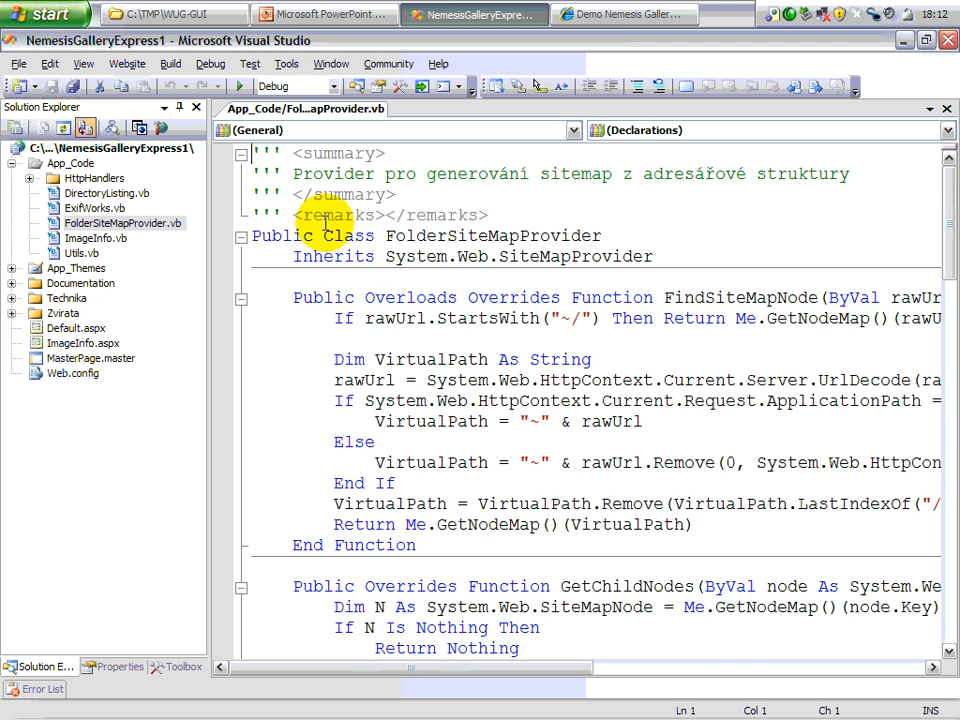 start
C:\TMP\WUG-GUI
Microsoft PowerPoint ...
NemesisGalleryExpre...
Demo Nemesis Galler...
18:12
NemesisGalleryExpress1 - Microsoft Visual Studio
File Edit View Website Build Debug Test Tools Window Community Help
Debug
Solution Explorer
App_Code/Fol...apProvider.vb
(General)
(Declarations)
C:\...\NemesisGalleryExpress1\
App_Code
HttpHandlers
DirectoryListing.vb
ExifWorks.vb
FolderSiteMapProvider.vb
ImageInfo.vb
Utils.vb
App_Themes
Documentation
Technika
Zvirata
Default.aspx
ImageInfo.aspx
MasterPage.master
Web.config
''' <summary>
''' Provider pro generování sitemap z adresářové struktury
''' </summary>
''' <remarks></remarks>
Public Class FolderSiteMapProvider
Inherits System.Web.SiteMapProvider
Public Overloads Overrides Function FindSiteMapNode(ByVal rawUr
If rawUrl.StartsWith("~/") Then Return Me.GetNodeMap()(rawU
Dim VirtualPath As String
rawUrl = System.Web.HttpContext.Current.Server.UrlDecode(ra
If System.Web.HttpContext.Current.Request.ApplicationPath =
VirtualPath = "~" & rawUrl
Else
VirtualPath = "~" & rawUrl.Remove(0, System.Web.HttpCon
End If
VirtualPath = VirtualPath.Remove(VirtualPath.LastIndexOf("/
Return Me.GetNodeMap()(VirtualPath)
End Function
Public Overrides Function GetChildNodes(ByVal node As System.We
Dim N As System.Web.SiteMapNode = Me.GetNodeMap()(node.Key)
If N Is Nothing Then
Return Nothing
Solution E...
Properties
Toolbox
Error List
Ln 1
Col 1
Ch 1
INS